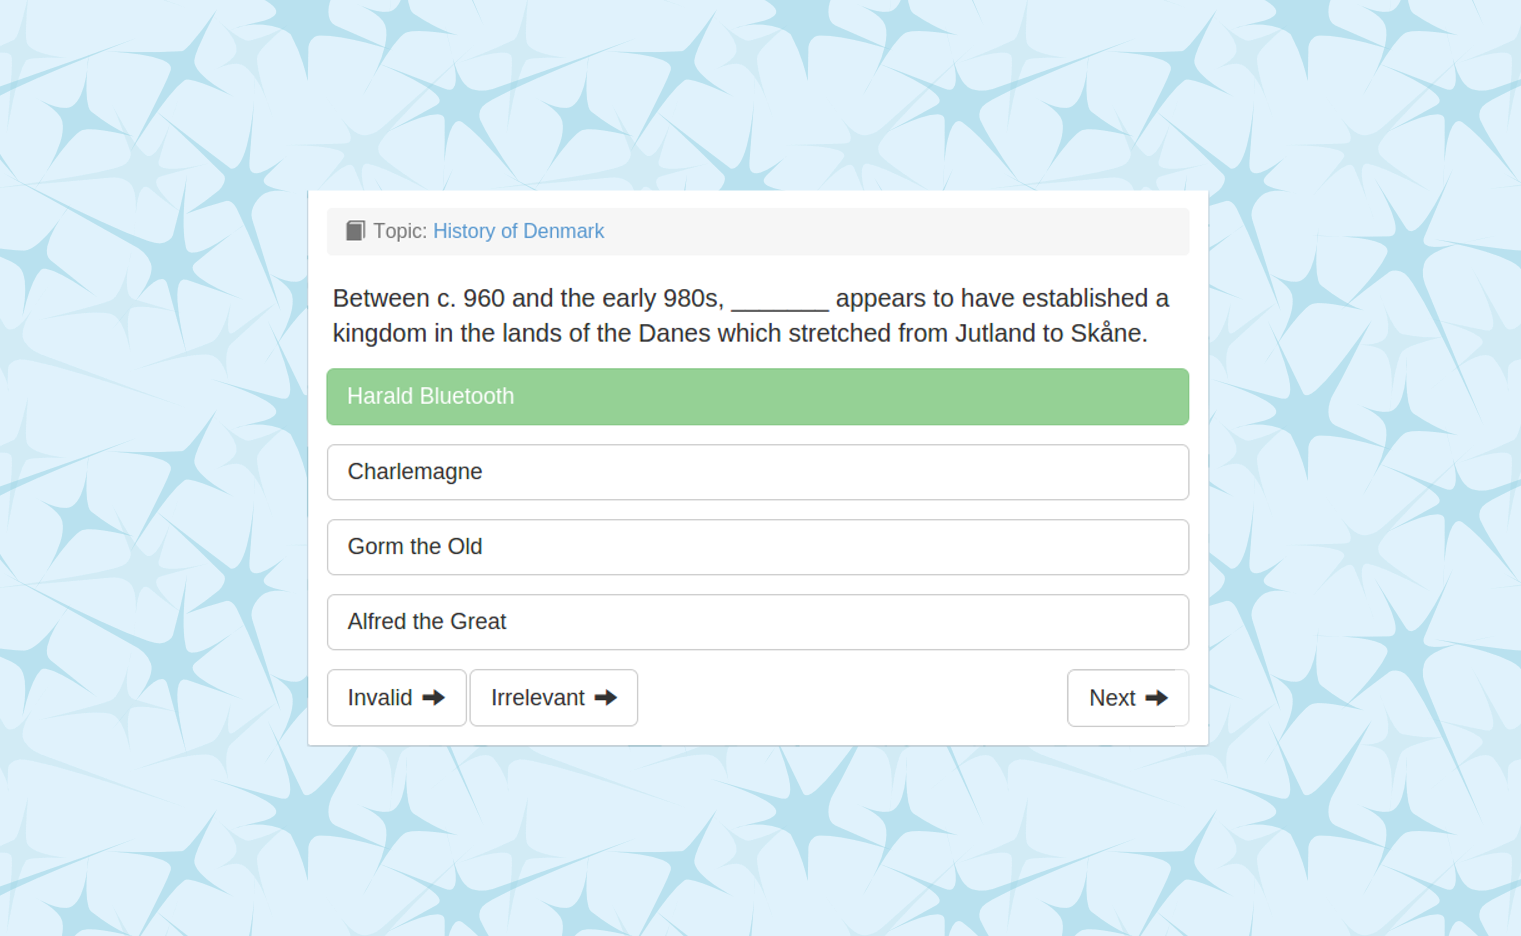 Topic: History of Denmark
Between c. 960 and the early 980s, _______ appears to have established a
kingdom in the lands of the Danes which stretched from Jutland to Skåne.
Harald Bluetooth
Charlemagne
Gorm the Old
Alfred the Great
Invalid Irrelevant Next